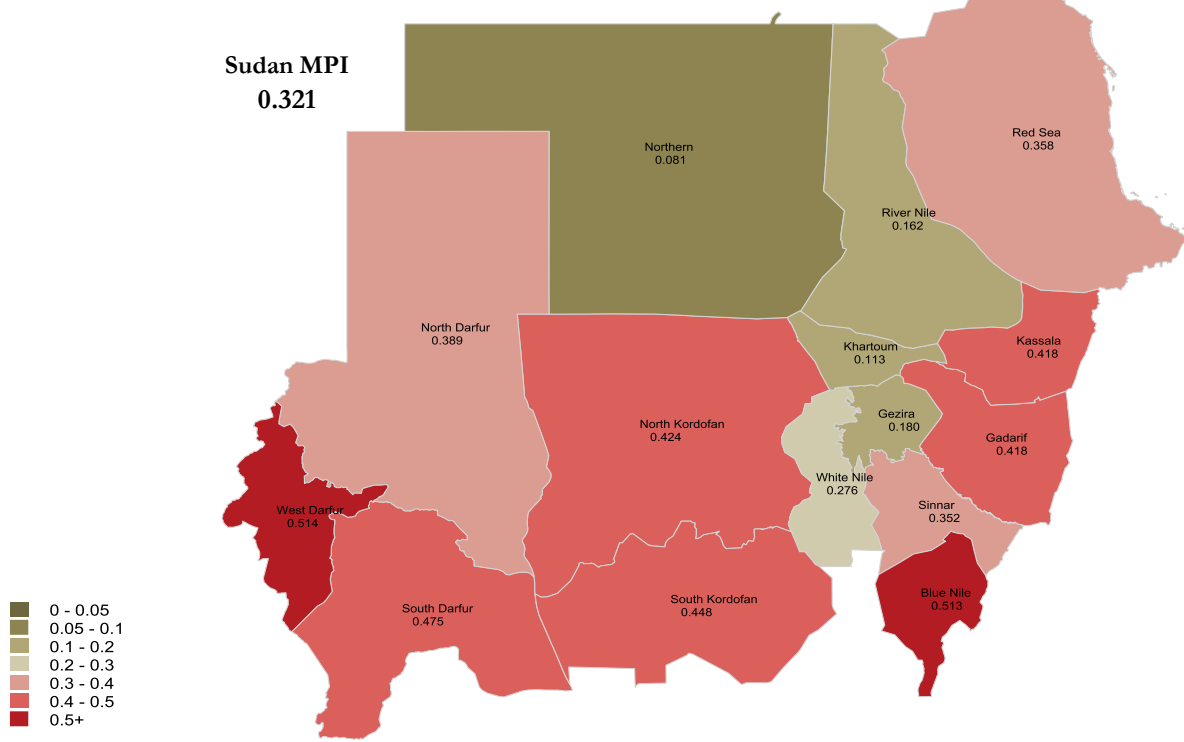 Sudan MPI
0.321
Northern
0.081
Red Sea
0.358
River Nile
0.162
North Darfur
0.389
Khartoum
0.113
Kassala
0.418
North Kordofan
0.424
Gezira
0.180
Gadarif
0.418
White Nile
0.276
West Darfur
0.514
Sinnar
0.352
South Darfur
0.475
South Kordofan
0.448
Blue Nile
0.513
0 - 0.05
0.05 - 0.1
0.1 - 0.2
0.2 - 0.3
0.3 - 0.4
0.4 - 0.5
0.5+